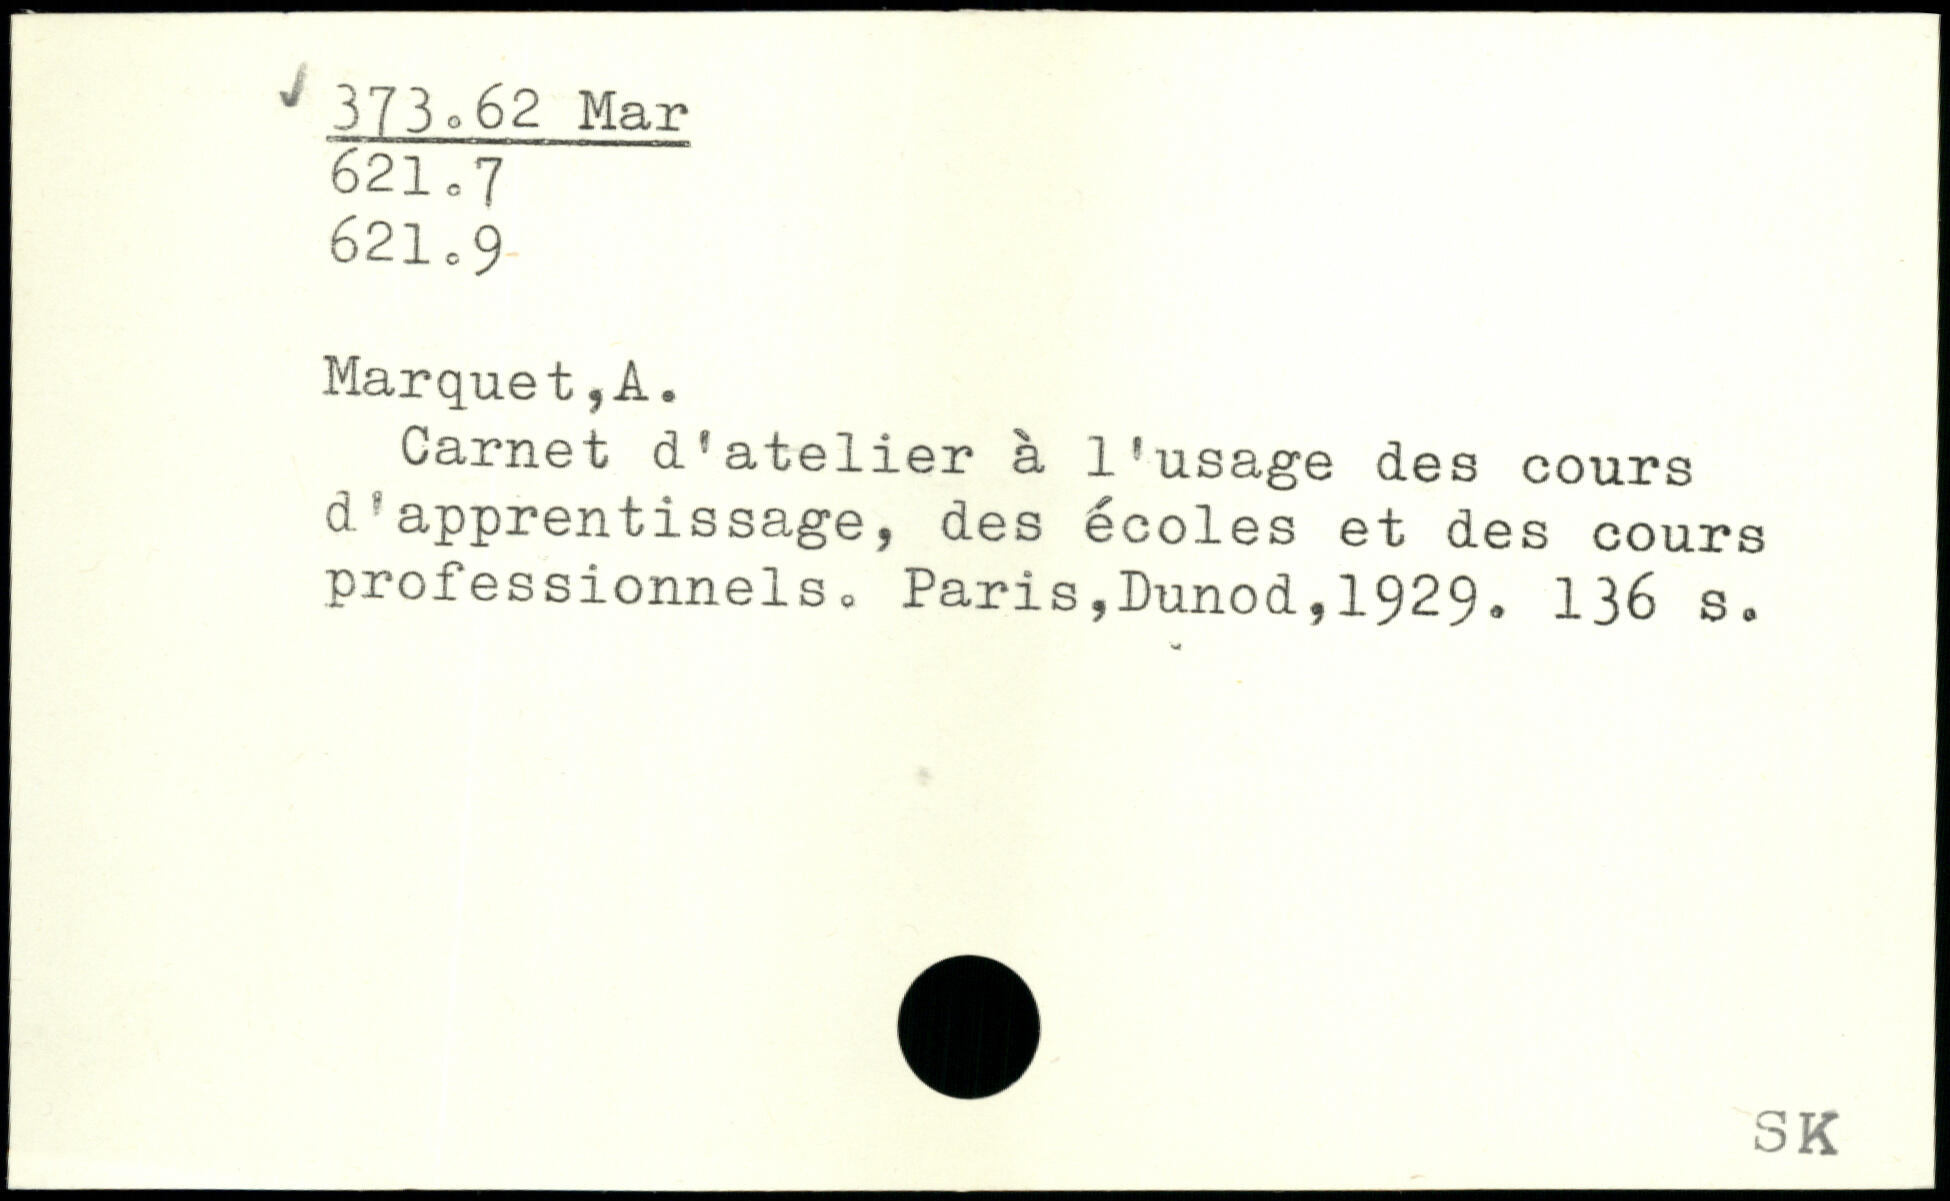 ✓ 373.62 Mar
621.7
621.9
Marquet,A.
Carnet d'atelier à l'usage des cours
d'apprentissage, des écoles et des cours
professionnels. Paris,Dunod,1929. 136 s.
SK